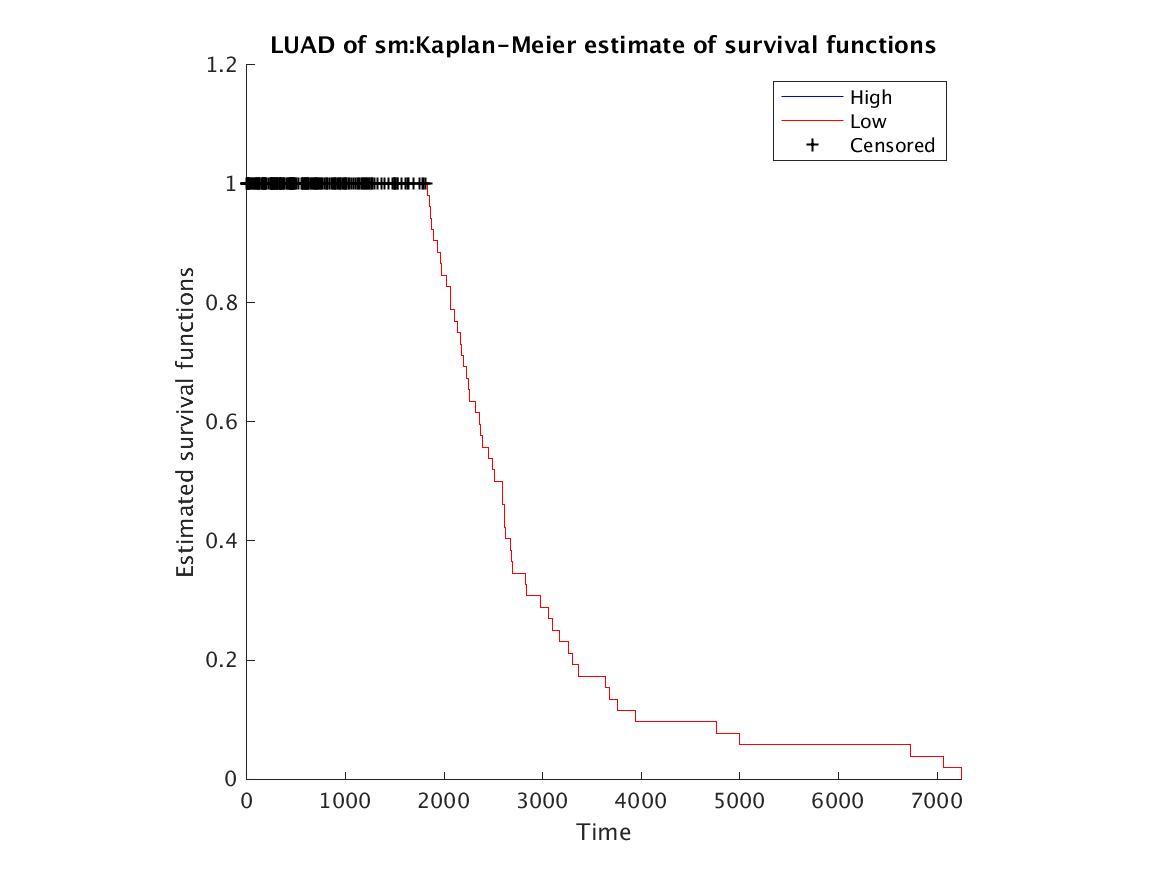 LUAD of sm:Kaplan-Meier estimate of survival functions
1.2
1
0.8
0.6
0.4
0.2
0
Estimated survival functions
High
Low
Censored
0 1000 2000 3000 4000 5000 6000 7000
Time